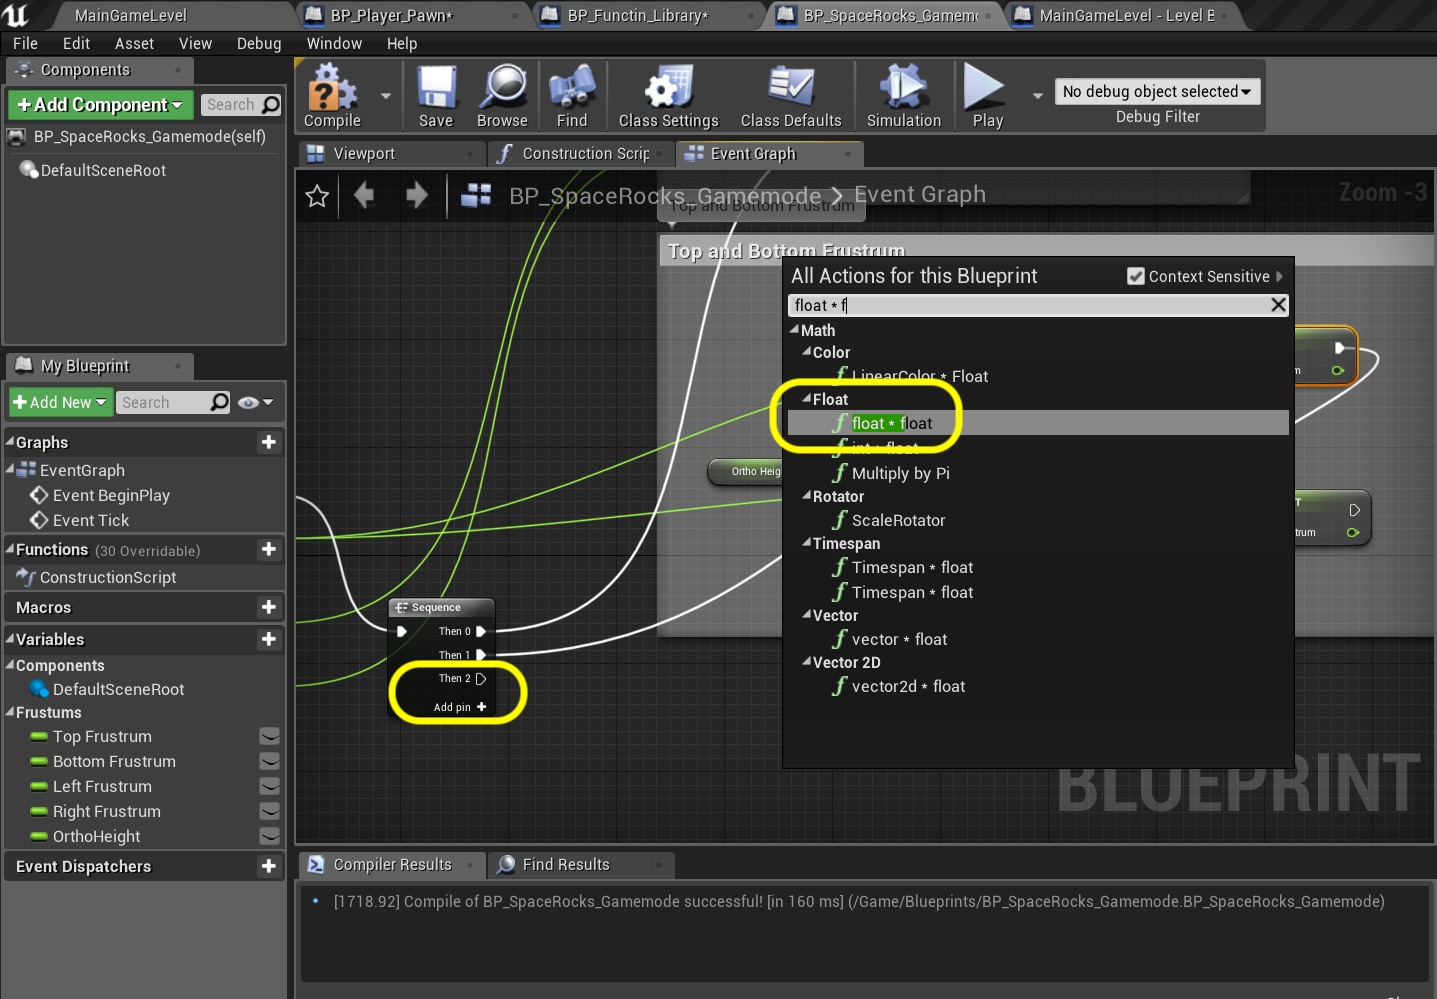 MainGameLevel
BP_Player_Pawn*
BP_Functin_Library*
BP_SpaceRocks_Gamem
MainGameLevel - Level B
File Edit Asset View Debug Window Help
Components
+Add Component
Search
BP_SpaceRocks_Gamemode(self)
DefaultSceneRoot
Compile
Save
Browse
Find
Class Settings
Class Defaults
Simulation
Play
No debug object selected
Debug Filter
Viewport
Construction Scrip
Event Graph
BP_SpaceRocks_Gamemode > Event Graph
Zoom -3
Top and Bottom Frustrum
Top and Bottom Frustrum
All Actions for this Blueprint
Context Sensitive
float * f
Math
Color
LinearColor * Float
Float
float * float
int * float
Multiply by Pi
Rotator
ScaleRotator
Timespan
Timespan * float
Timespan * float
Vector
vector * float
Vector 2D
vector2d * float
Ortho Heig
T
trum
m
Sequence
Then 0
Then 1
Then 2
Add pin +
BLUEPRINT
My Blueprint
+Add New
Search
Graphs
EventGraph
Event BeginPlay
Event Tick
Functions (30 Overridable)
ConstructionScript
Macros
Variables
Components
DefaultSceneRoot
Frustums
Top Frustrum
Bottom Frustrum
Left Frustrum
Right Frustrum
OrthoHeight
Event Dispatchers
Compiler Results
Find Results
[1718.92] Compile of BP_SpaceRocks_Gamemode successful! [in 160 ms] (/Game/Blueprints/BP_SpaceRocks_Gamemode.BP_SpaceRocks_Gamemode)